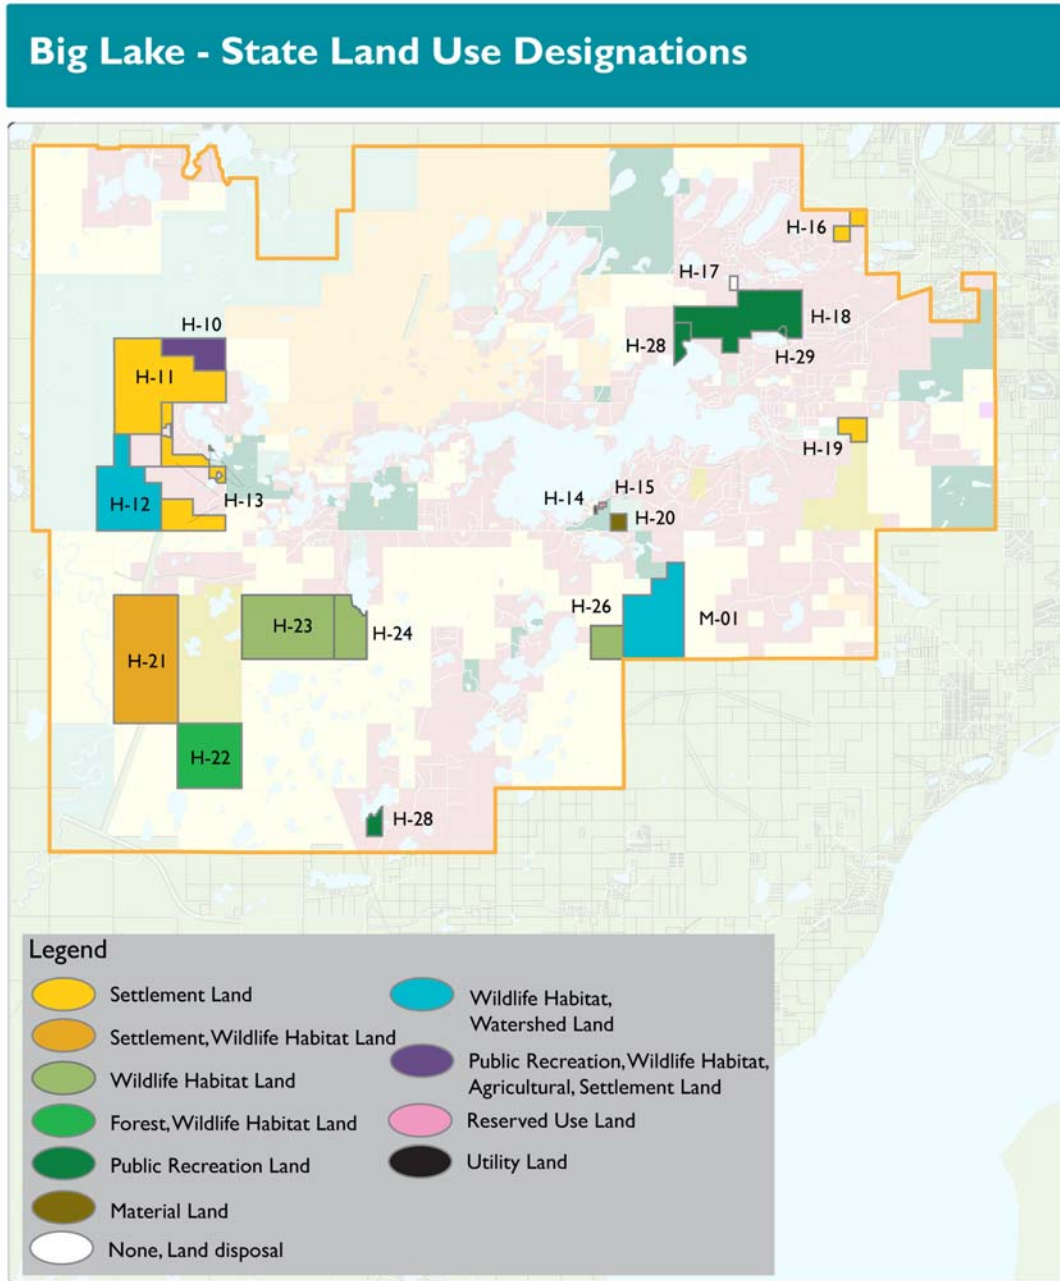 Big Lake - State Land Use Designations
H-16
H-17
H-10
H-18
H-28
H-29
H-11
H-19
H-15
H-14
H-12
H-13
H-20
H-26
M-01
H-23
H-24
H-21
H-22
H-28
Legend
Settlement Land
Settlement, Wildlife Habitat Land
Wildlife Habitat Land
Forest, Wildlife Habitat Land
Public Recreation Land
Material Land
None, Land disposal
Wildlife Habitat,
Watershed Land
Public Recreation, Wildlife Habitat,
Agricultural, Settlement Land
Reserved Use Land
Utility Land